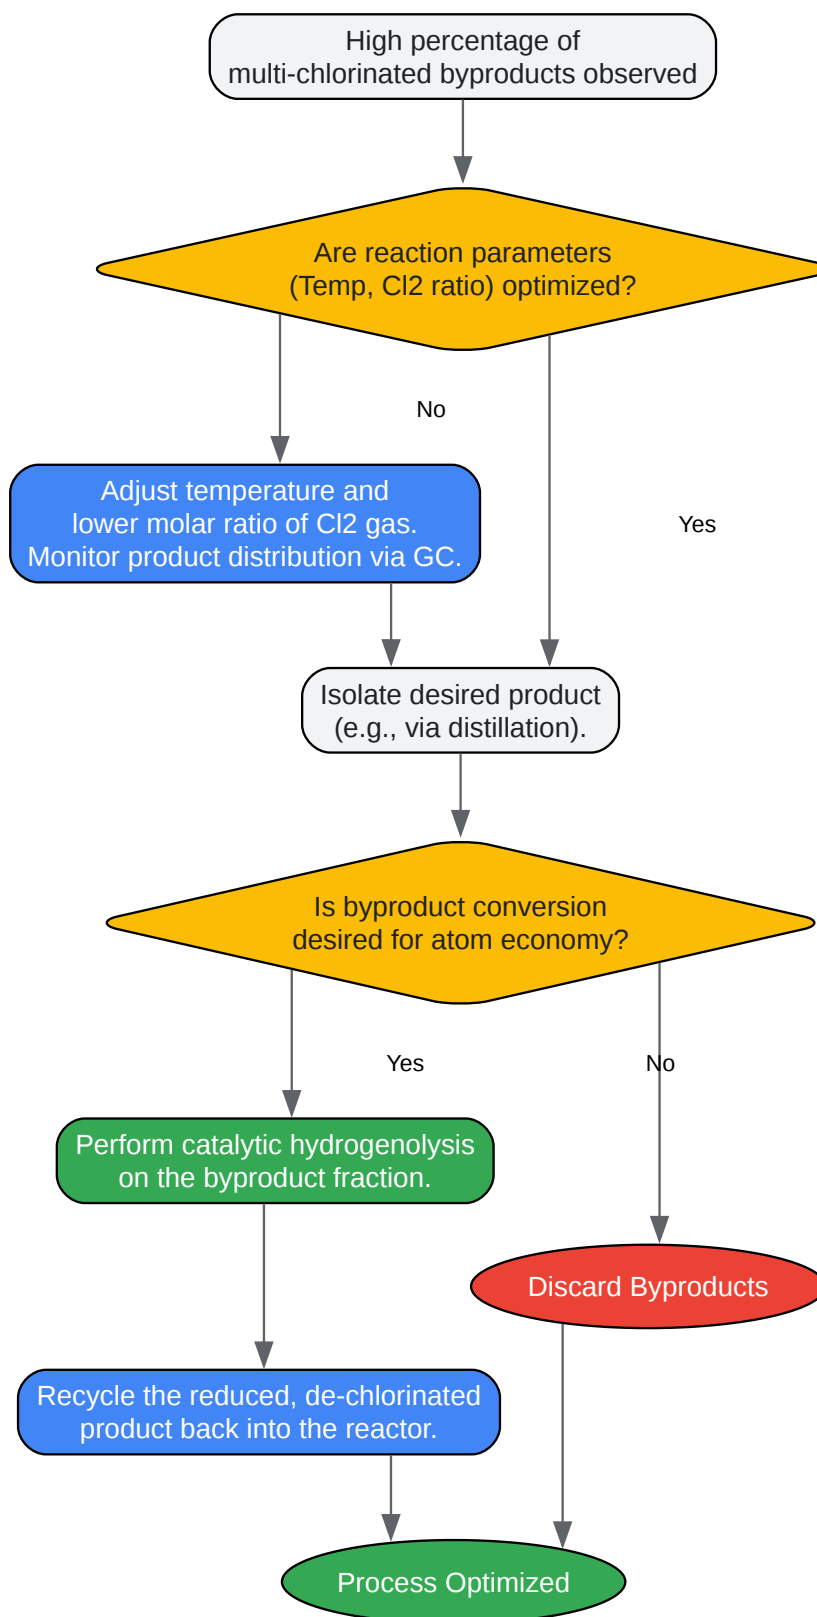 High percentage of
multi-chlorinated byproducts observed
Are reaction parameters
(Temp, Cl2 ratio) optimized?
No
Adjust temperature and
lower molar ratio of Cl2 gas.
Monitor product distribution via GC.
Yes
Isolate desired product
(e.g., via distillation).
Is byproduct conversion
desired for atom economy?
Yes
No
Perform catalytic hydrogenolysis
on the byproduct fraction.
Discard Byproducts
Recycle the reduced, de-chlorinated
product back into the reactor.
Process Optimized